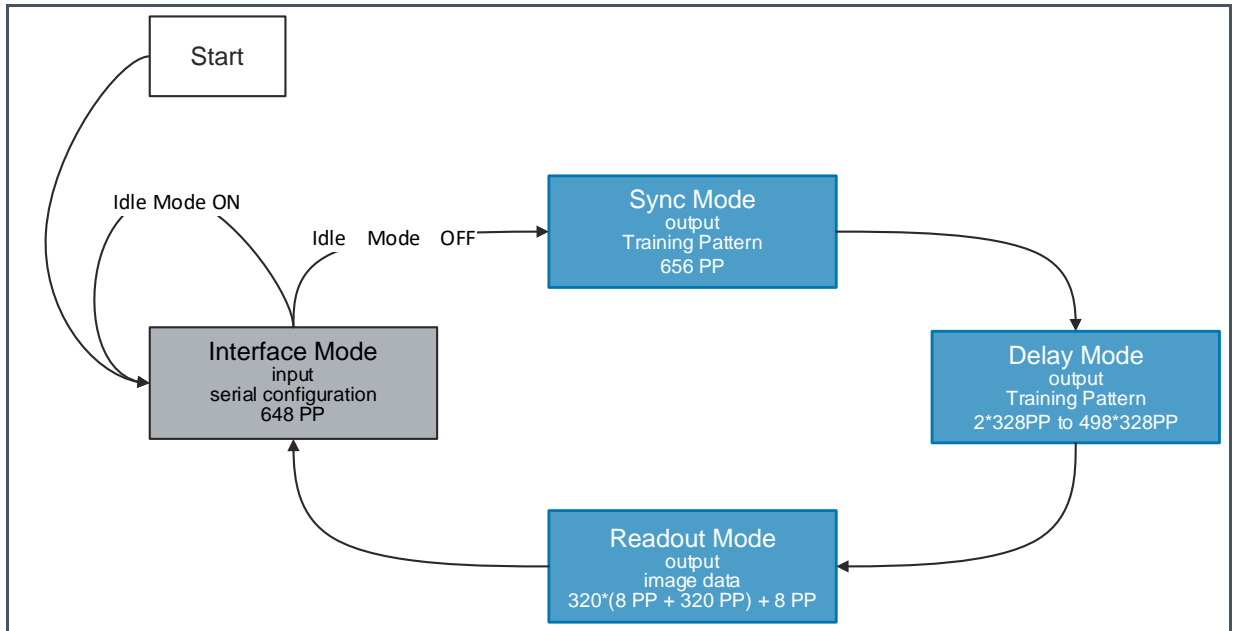 Start
Idle Mode ON
Idle Mode OFF
Sync Mode
output
Training Pattern
656 PP
Interface Mode
input
serial configuration
648 PP
Delay Mode
output
Training Pattern
2*328PP to 498*328PP
Readout Mode
output
image data
320*(8 PP + 320 PP) + 8 PP